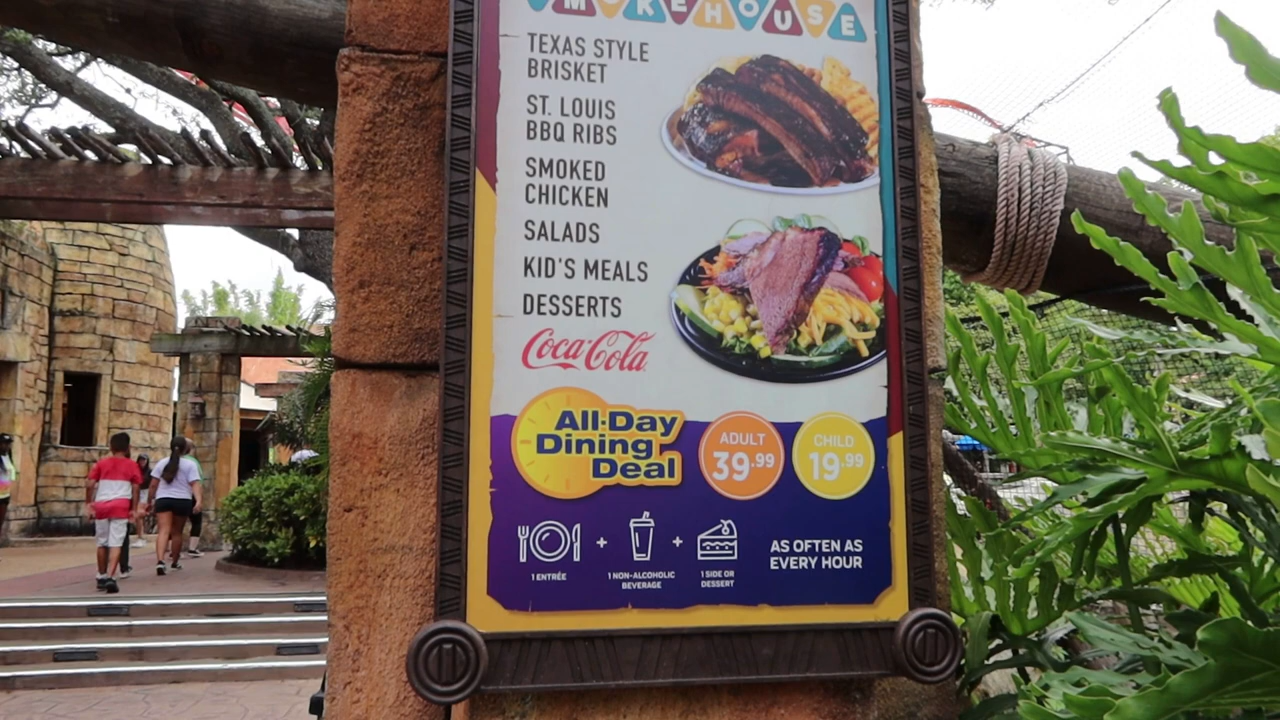 SMOKEHOUSE
TEXAS STYLE
BRISKET
ST. LOUIS
BBQ RIBS
SMOKED
CHICKEN
SALADS
KID'S MEALS
DESSERTS
Coca-Cola
All-Day
Dining
Deal
ADULT
39.99
CHILD
19.99
1 ENTRÉE
+
1 NON-ALCOHOLIC
BEVERAGE
+
1 SIDE OR
DESSERT
AS OFTEN AS
EVERY HOUR